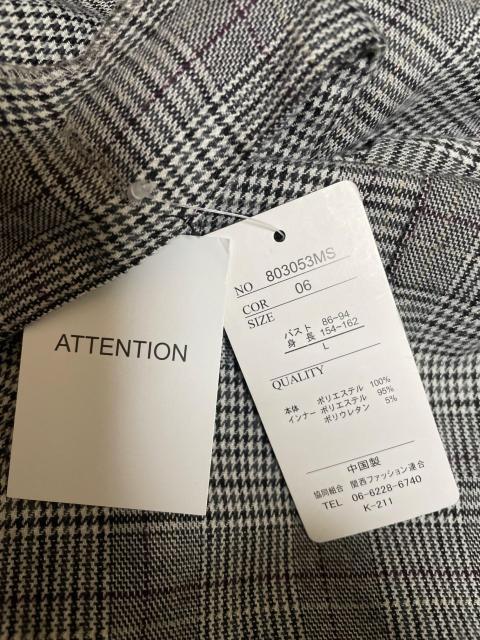 ATTENTION
NO 803053MS
COR 06
SIZE
バスト 86-94
身長 154-162
L
QUALITY
本体 ポリエステル 100%
インナー ポリエステル 95%
ポリウレタン 5%
中国製
協同組合 関西ファッション連合
TEL 06-6228-6740
K-211